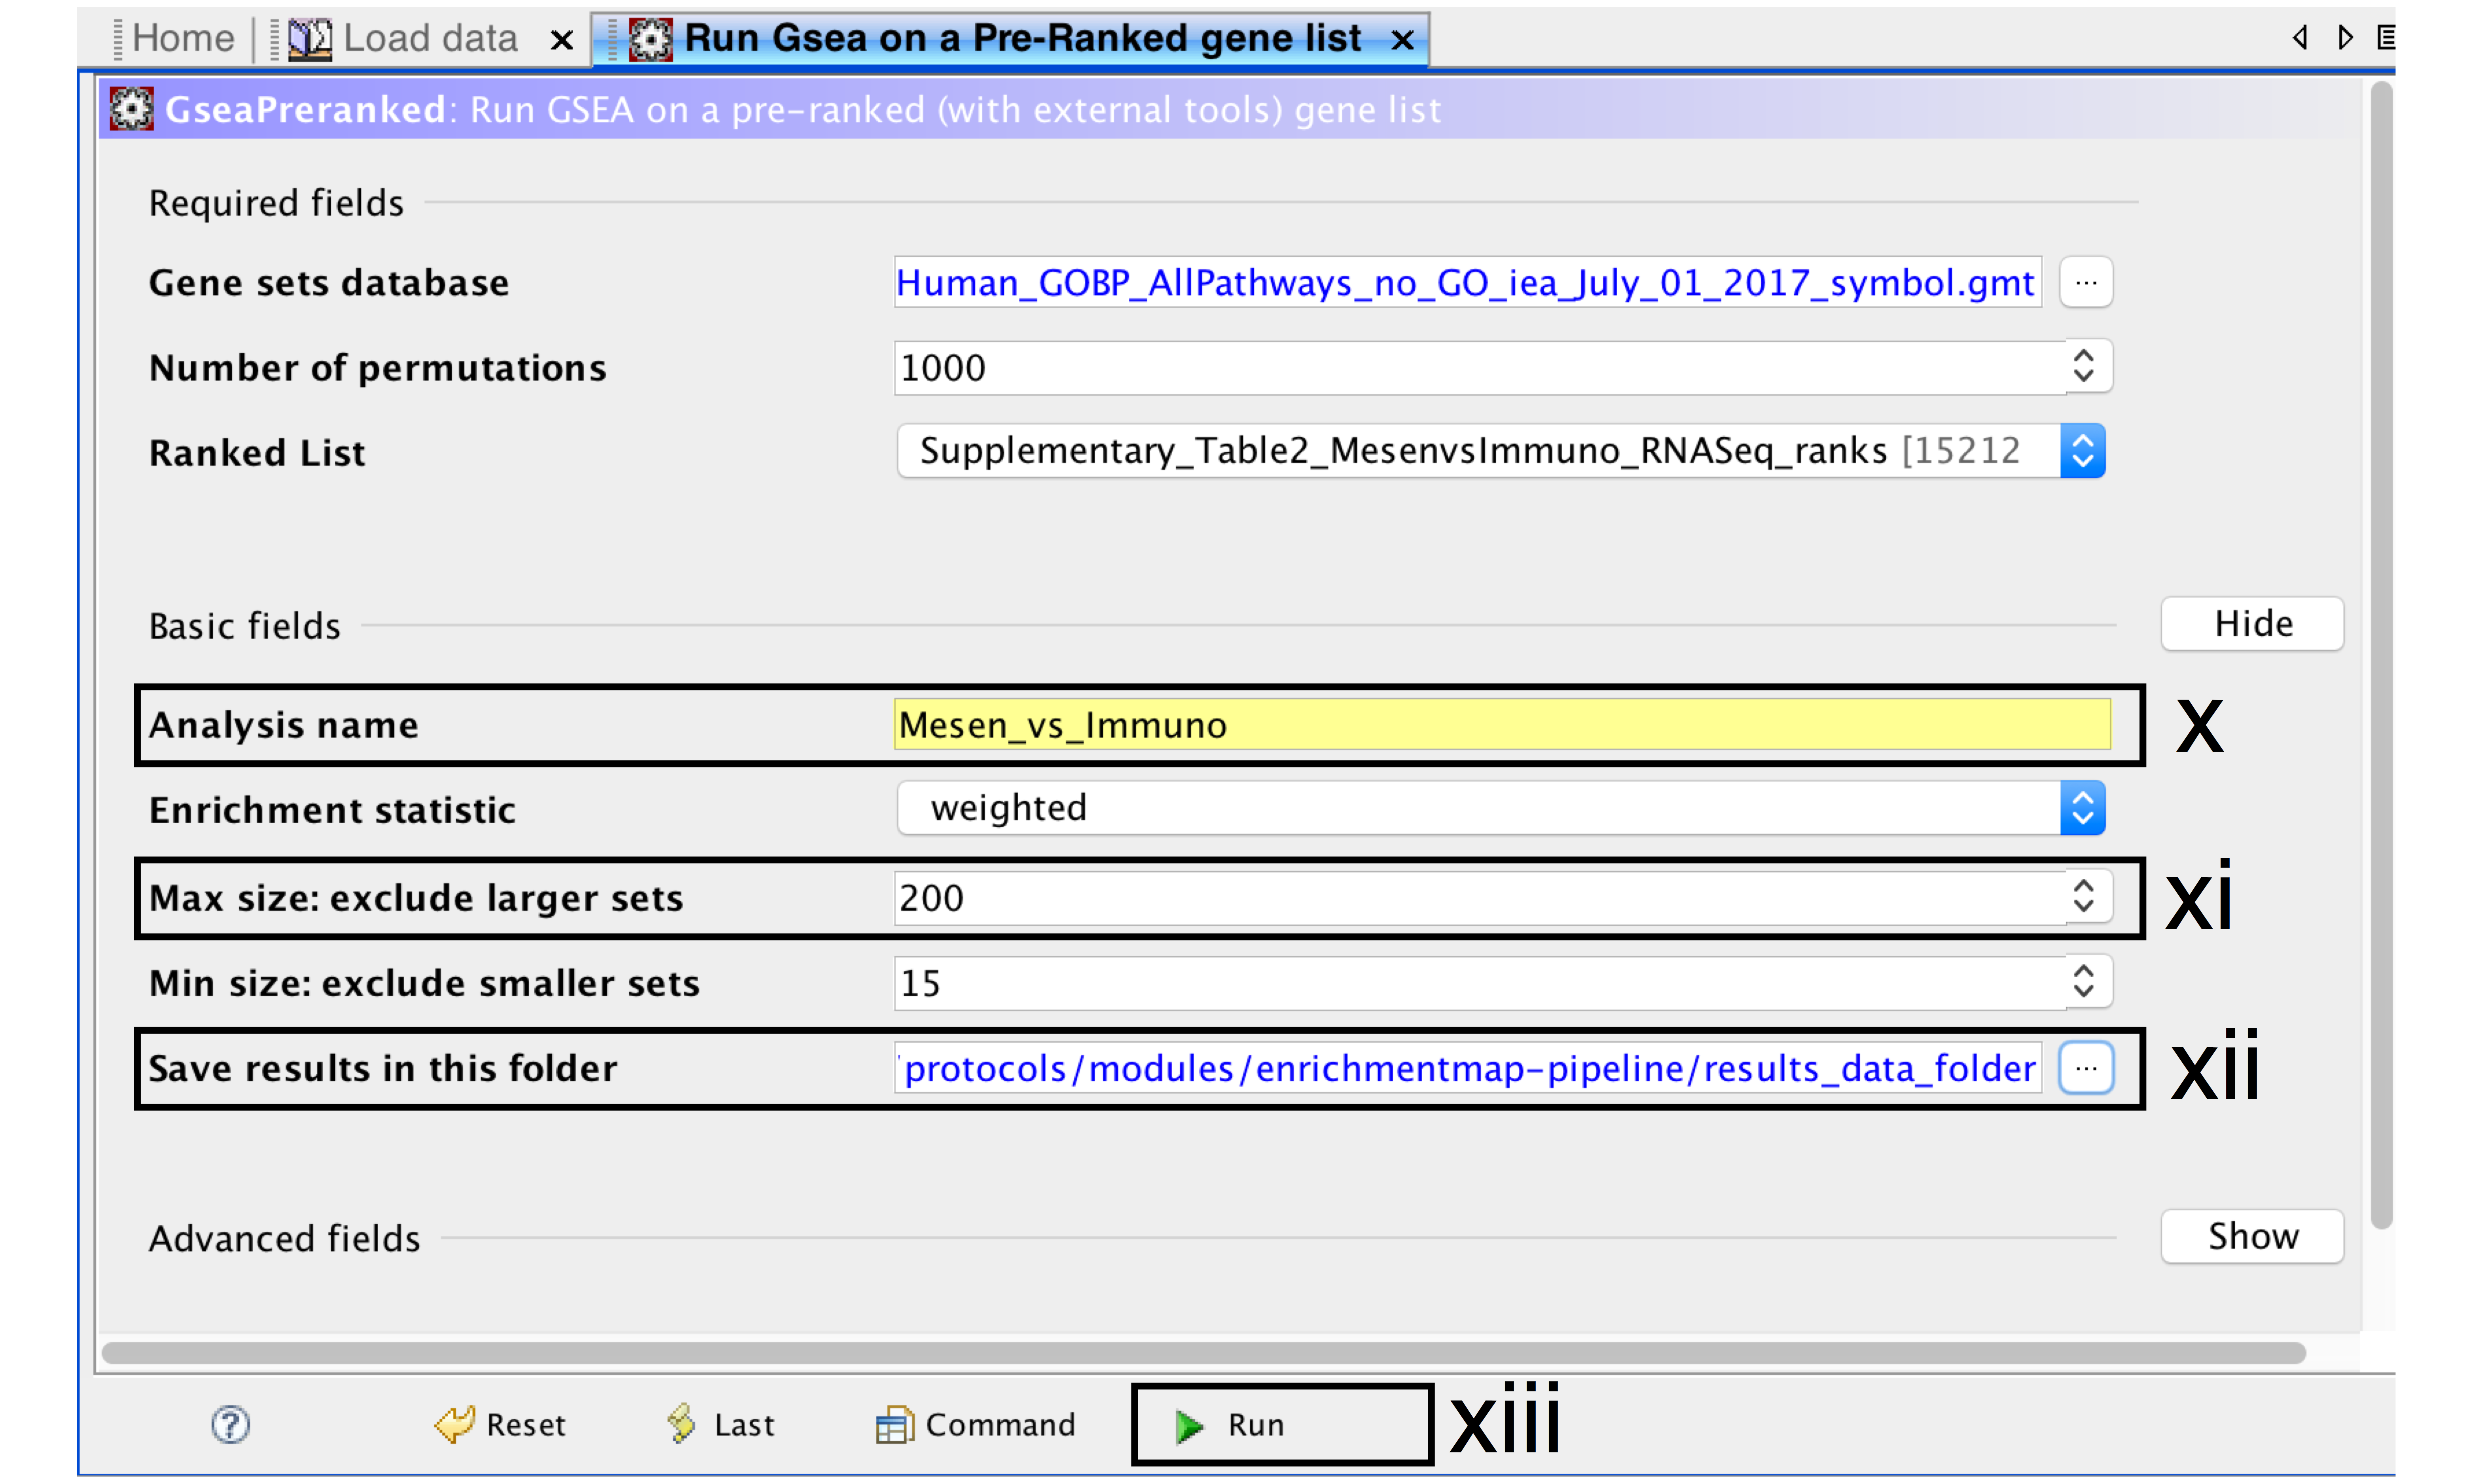 Home Load data x Run Gsea on a Pre-Ranked gene list x
GseaPreranked: Run GSEA on a pre-ranked (with external tools) gene list
Required fields
Gene sets database Human_GOBP_AllPathways_no_GO_iea_July_01_2017_symbol.gmt ...
Number of permutations 1000
Ranked List Supplementary_Table2_MesenvsImmuno_RNASeq_ranks [15212
Basic fields Hide
Analysis name Mesen_vs_Immuno x
Enrichment statistic weighted
Max size: exclude larger sets 200 xi
Min size: exclude smaller sets 15
Save results in this folder protocols/modules/enrichmentmap-pipeline/results_data_folder ... xii
Advanced fields Show
? Reset Last Command Run xiii